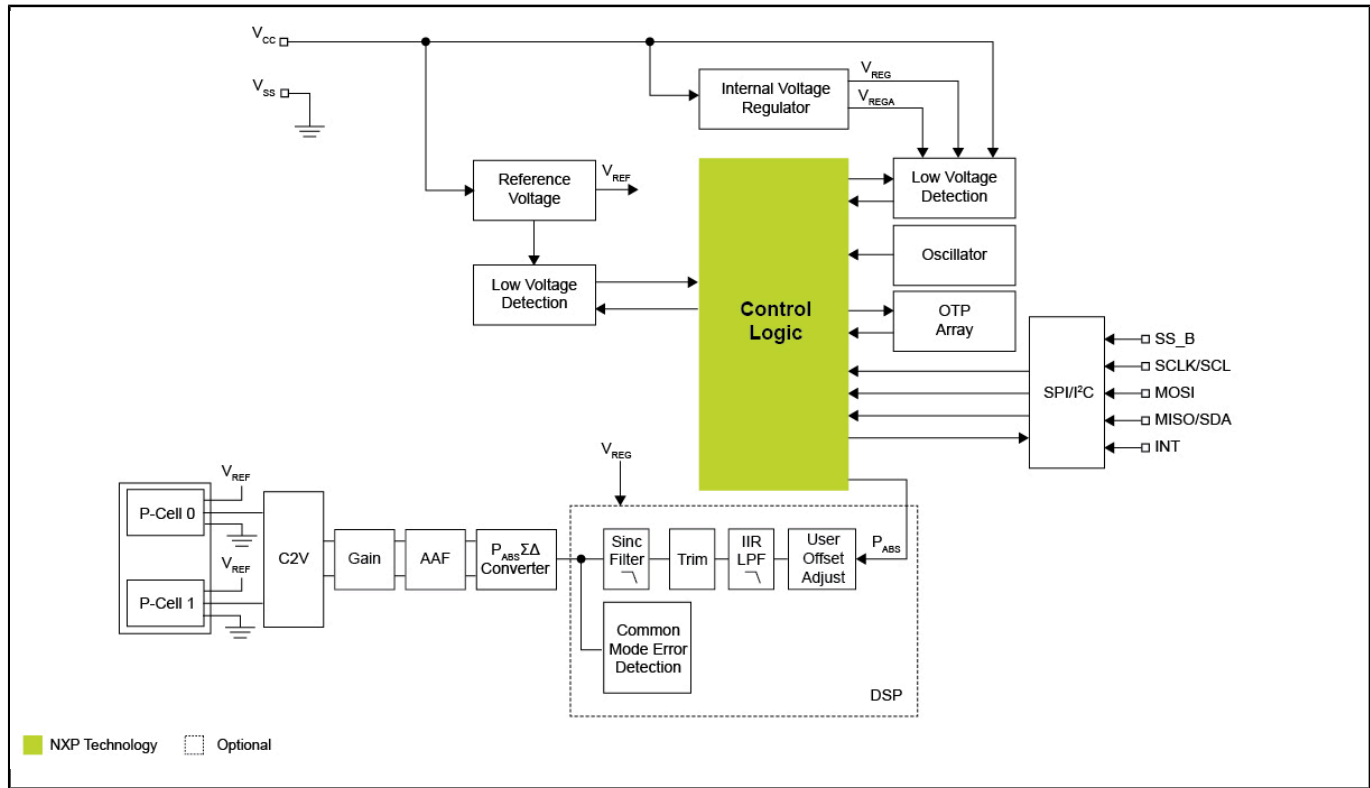 VCC
VSS
Internal Voltage
Regulator
VREG
VREGA
Reference
Voltage
VREF
Low Voltage
Detection
Low Voltage
Detection
Oscillator
OTP
Array
Control
Logic
SPI/I²C
SS_B
SCLK/SCL
MOSI
MISO/SDA
INT
VREG
VREF
P-Cell 0
VREF
P-Cell 1
C2V
Gain
AAF
PABSΣΔ
Converter
Sinc
Filter
Trim
IIR
LPF
User
Offset
Adjust
PABS
Common
Mode Error
Detection
DSP
NXP Technology
Optional